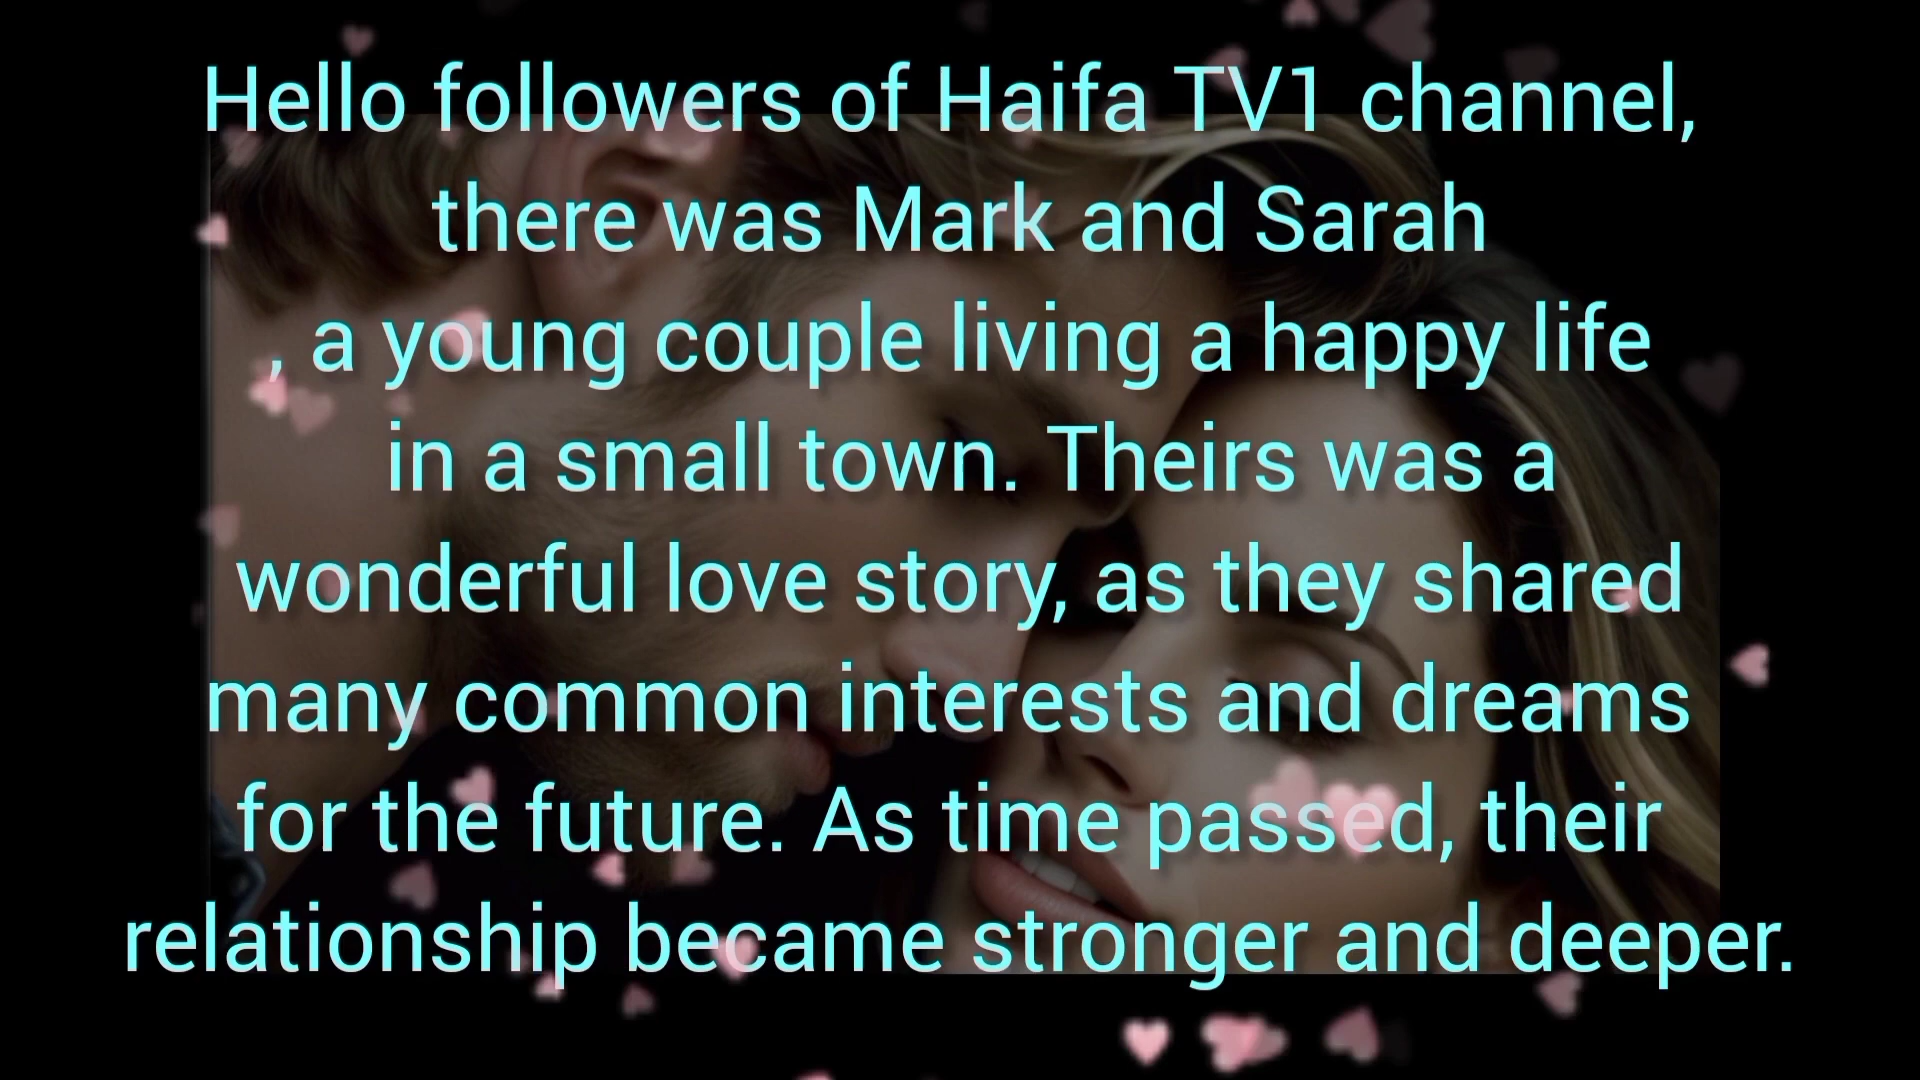 Hello followers of Haifa TV1 channel,
there was Mark and Sarah
, a young couple living a happy life
in a small town. Theirs was a
wonderful love story, as they shared
many common interests and dreams
for the future. As time passed, their
relationship became stronger and deeper.